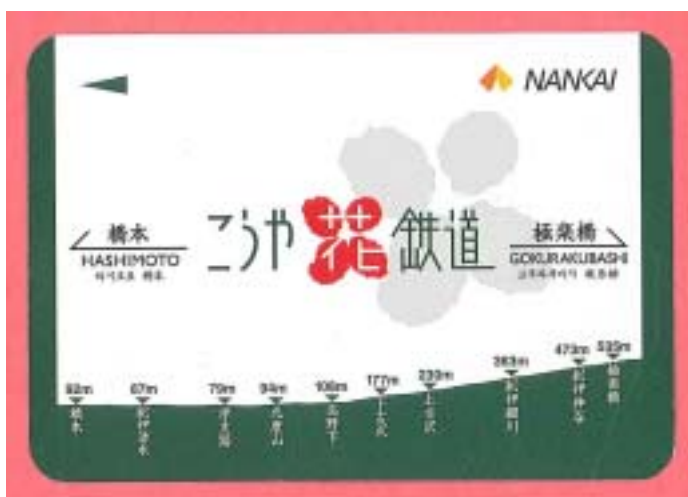 NANKAI
橋本
HASHIMOTO
こうや花鉄道
極楽橋
GOKURAKUBASHI
92m 87m 79m 94m 108m 177m 230m 363m 473m 535m
橋本
紀伊清水
学文路
九度山
高野下
下古沢
上古沢
紀伊細川
紀伊神谷
極楽橋